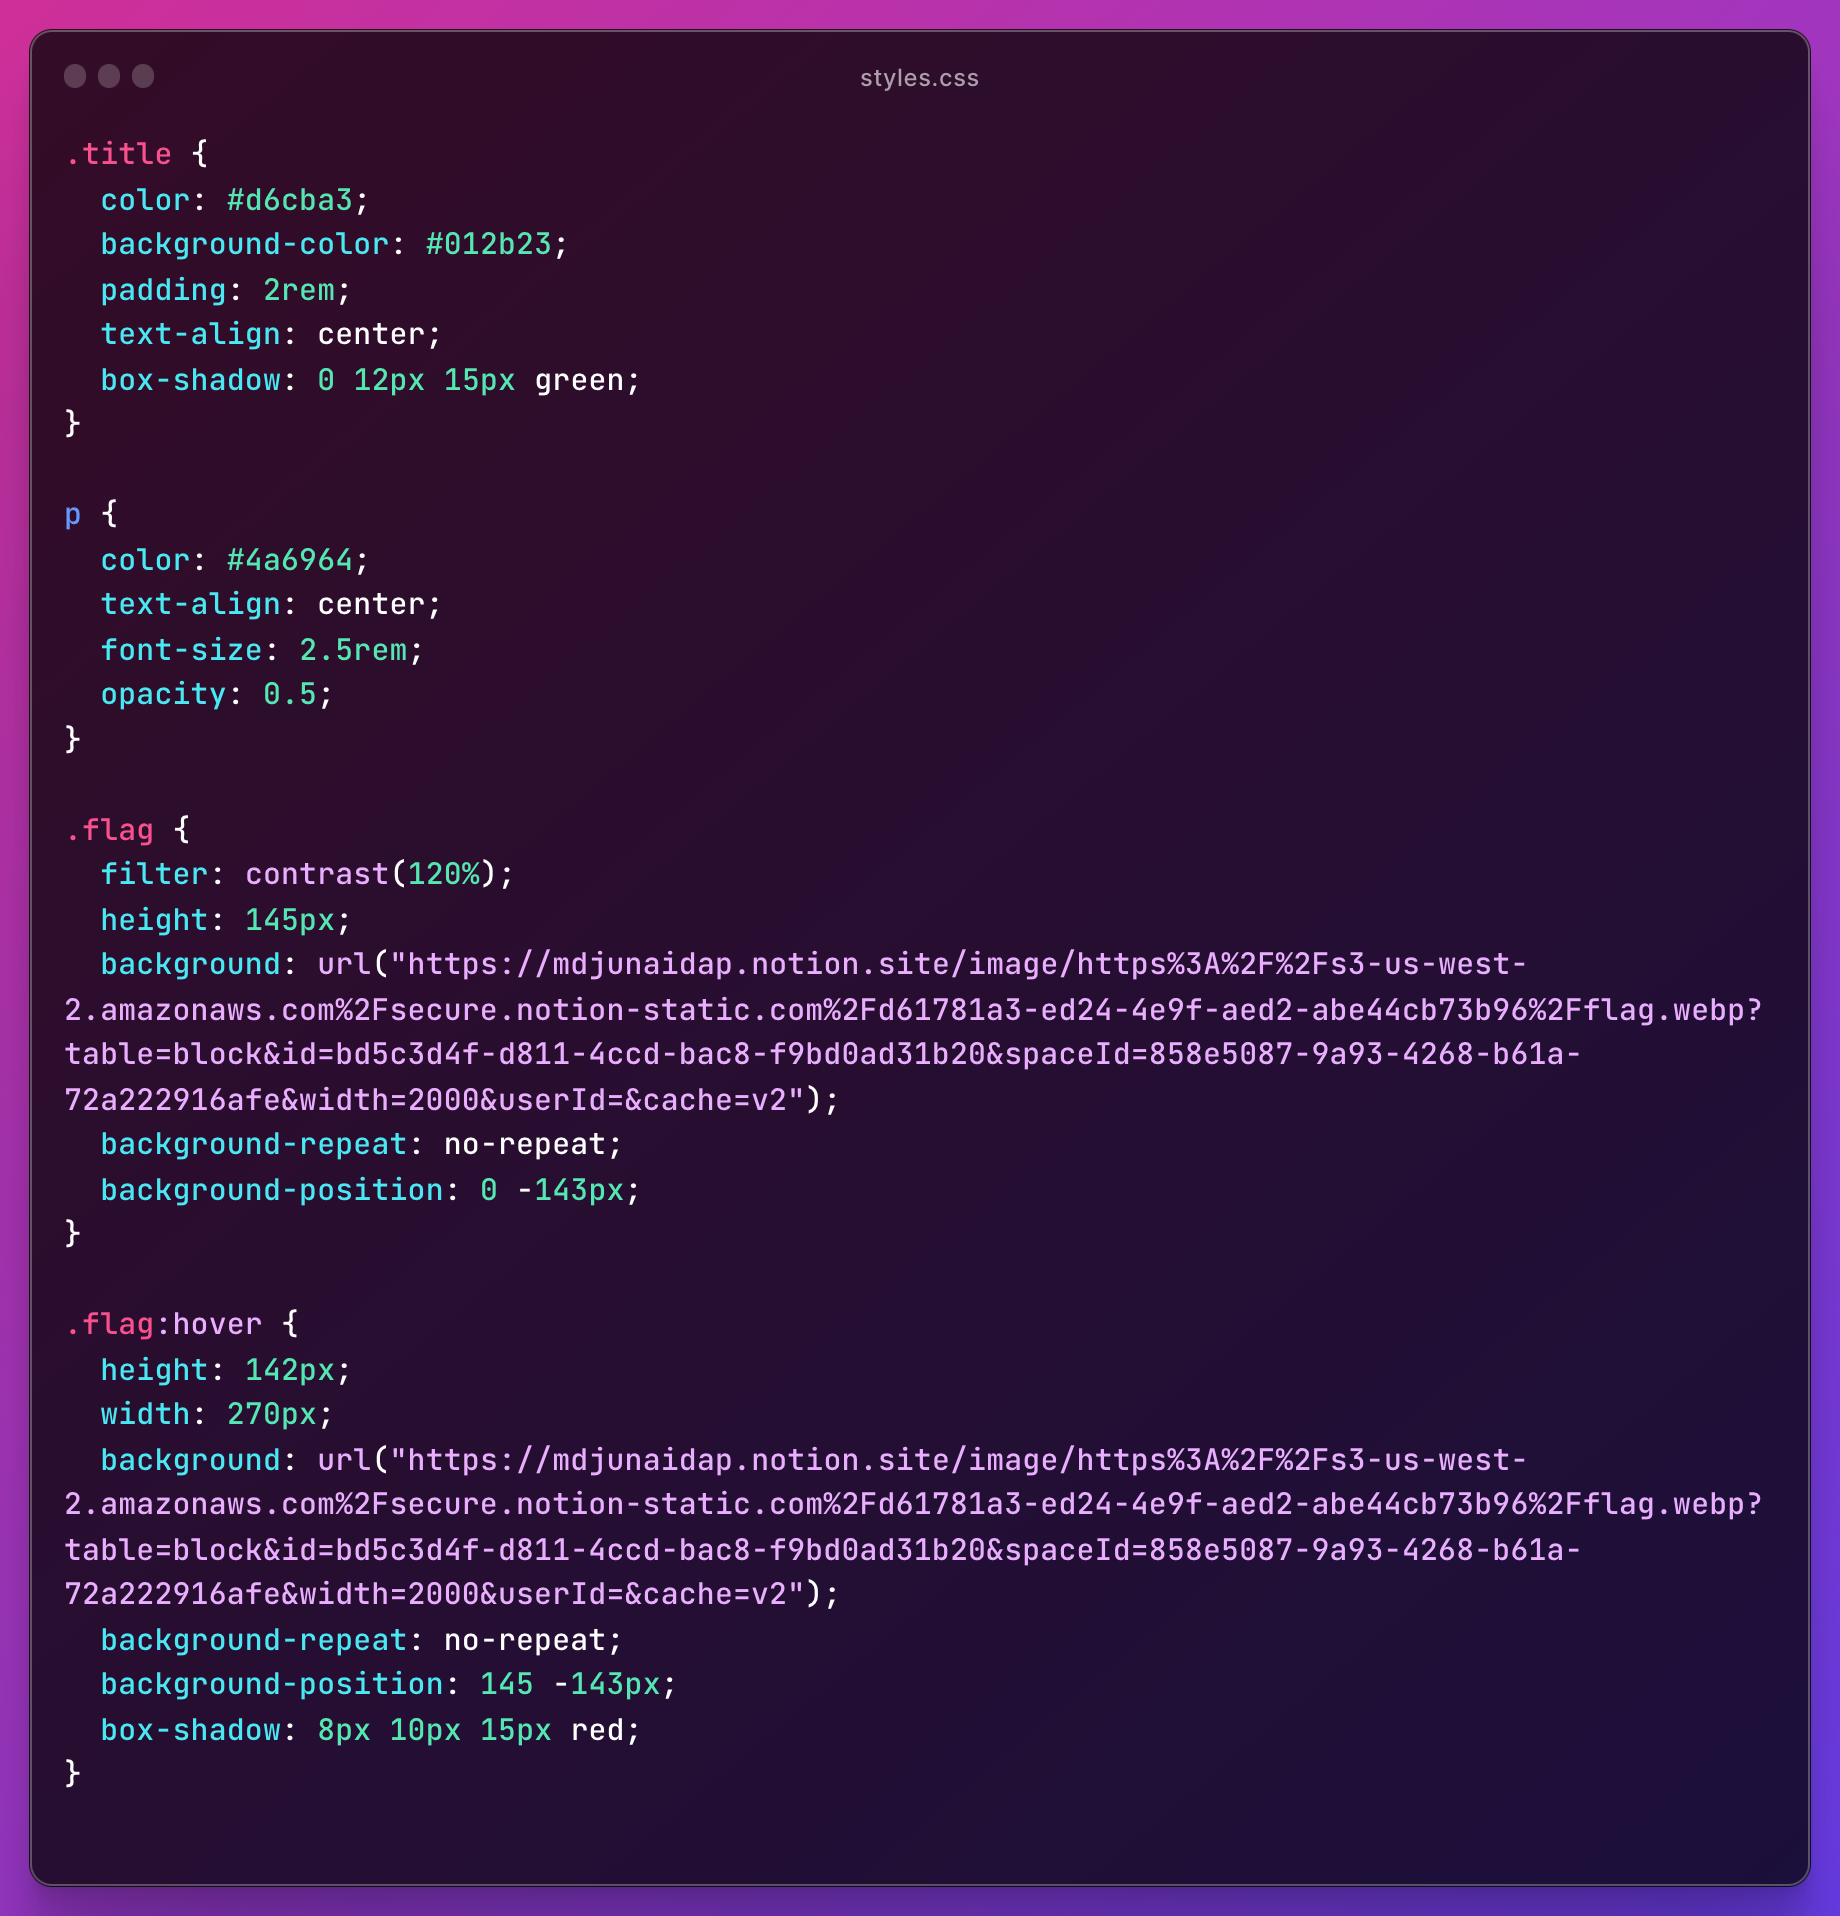 styles.css
.title {
  color: #d6cba3;
  background-color: #012b23;
  padding: 2rem;
  text-align: center;
  box-shadow: 0 12px 15px green;
}
p {
  color: #4a6964;
  text-align: center;
  font-size: 2.5rem;
  opacity: 0.5;
}
.flag {
  filter: contrast(120%);
  height: 145px;
  background: url("https://mdjunaidap.notion.site/image/https%3A%2F%2Fs3-us-west-
2.amazonaws.com%2Fsecure.notion-static.com%2Fd61781a3-ed24-4e9f-aed2-abe44cb73b96%2Fflag.webp?
table=block&id=bd5c3d4f-d811-4ccd-bac8-f9bd0ad31b20&spaceId=858e5087-9a93-4268-b61a-
72a222916afe&width=2000&userId=&cache=v2");
  background-repeat: no-repeat;
  background-position: 0 -143px;
}
.flag:hover {
  height: 142px;
  width: 270px;
  background: url("https://mdjunaidap.notion.site/image/https%3A%2F%2Fs3-us-west-
2.amazonaws.com%2Fsecure.notion-static.com%2Fd61781a3-ed24-4e9f-aed2-abe44cb73b96%2Fflag.webp?
table=block&id=bd5c3d4f-d811-4ccd-bac8-f9bd0ad31b20&spaceId=858e5087-9a93-4268-b61a-
72a222916afe&width=2000&userId=&cache=v2");
  background-repeat: no-repeat;
  background-position: 145 -143px;
  box-shadow: 8px 10px 15px red;
}